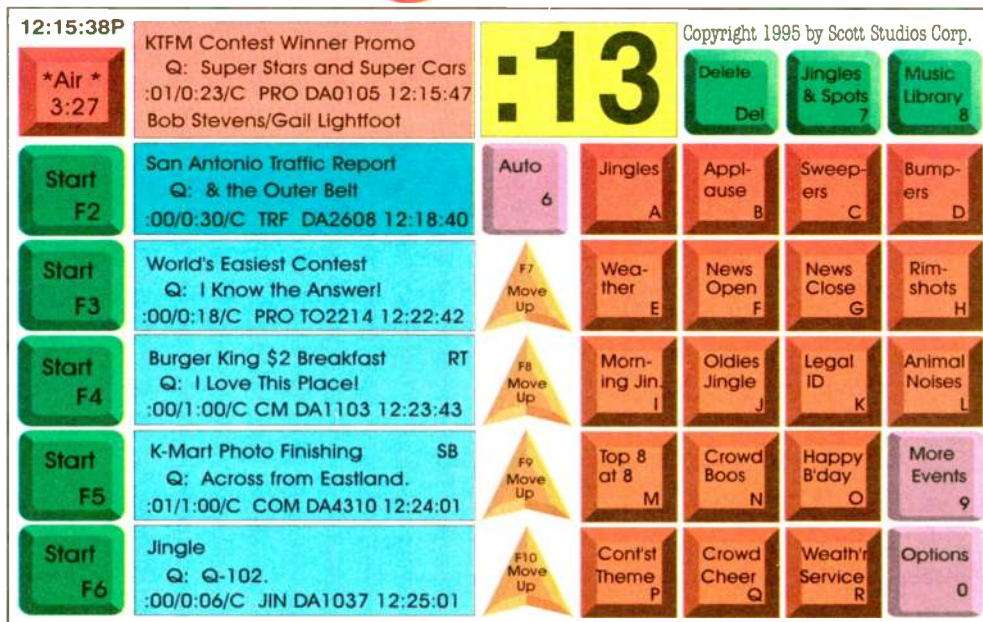 12:15:38P
*Air *
3:27
KTFM Contest Winner Promo
Q: Super Stars and Super Cars
:01/0:23/C PRO DA0105 12:15:47
Bob Stevens/Gail Lightfoot
:13
Copyright 1995 by Scott Studios Corp.
Delete
Del
Jingles
& Spots
7
Music
Library
8
Start
F2
San Antonio Traffic Report
Q: & the Outer Belt
:00/0:30/C TRF DA2608 12:18:40
Auto
6
Jingles
A
Appl-
ause
B
Sweep-
ers
C
Bump-
ers
D
Start
F3
World's Easiest Contest
Q: I Know the Answer!
:00/0:18/C PRO TO2214 12:22:42
F7
Move
Up
Wea-
ther
E
News
Open
F
News
Close
G
Rim-
shots
H
Start
F4
Burger King $2 Breakfast RT
Q: I Love This Place!
:00/1:00/C CM DA1103 12:23:43
F8
Move
Up
Morn-
ing Jin.
I
Oldies
Jingle
J
Legal
ID
K
Animal
Noises
L
Start
F5
K-Mart Photo Finishing SB
Q: Across from Eastland.
:01/1:00/C COM DA4310 12:24:01
F9
Move
Up
Top 8
at 8
M
Crowd
Boos
N
Happy
B'day
O
More
Events
9
Start
F6
Jingle
Q: Q-102.
:00/0:06/C JIN DA1037 12:25:01
F10
Move
Up
Cont'st
Theme
P
Crowd
Cheer
Q
Weath'r
Service
R
Options
0